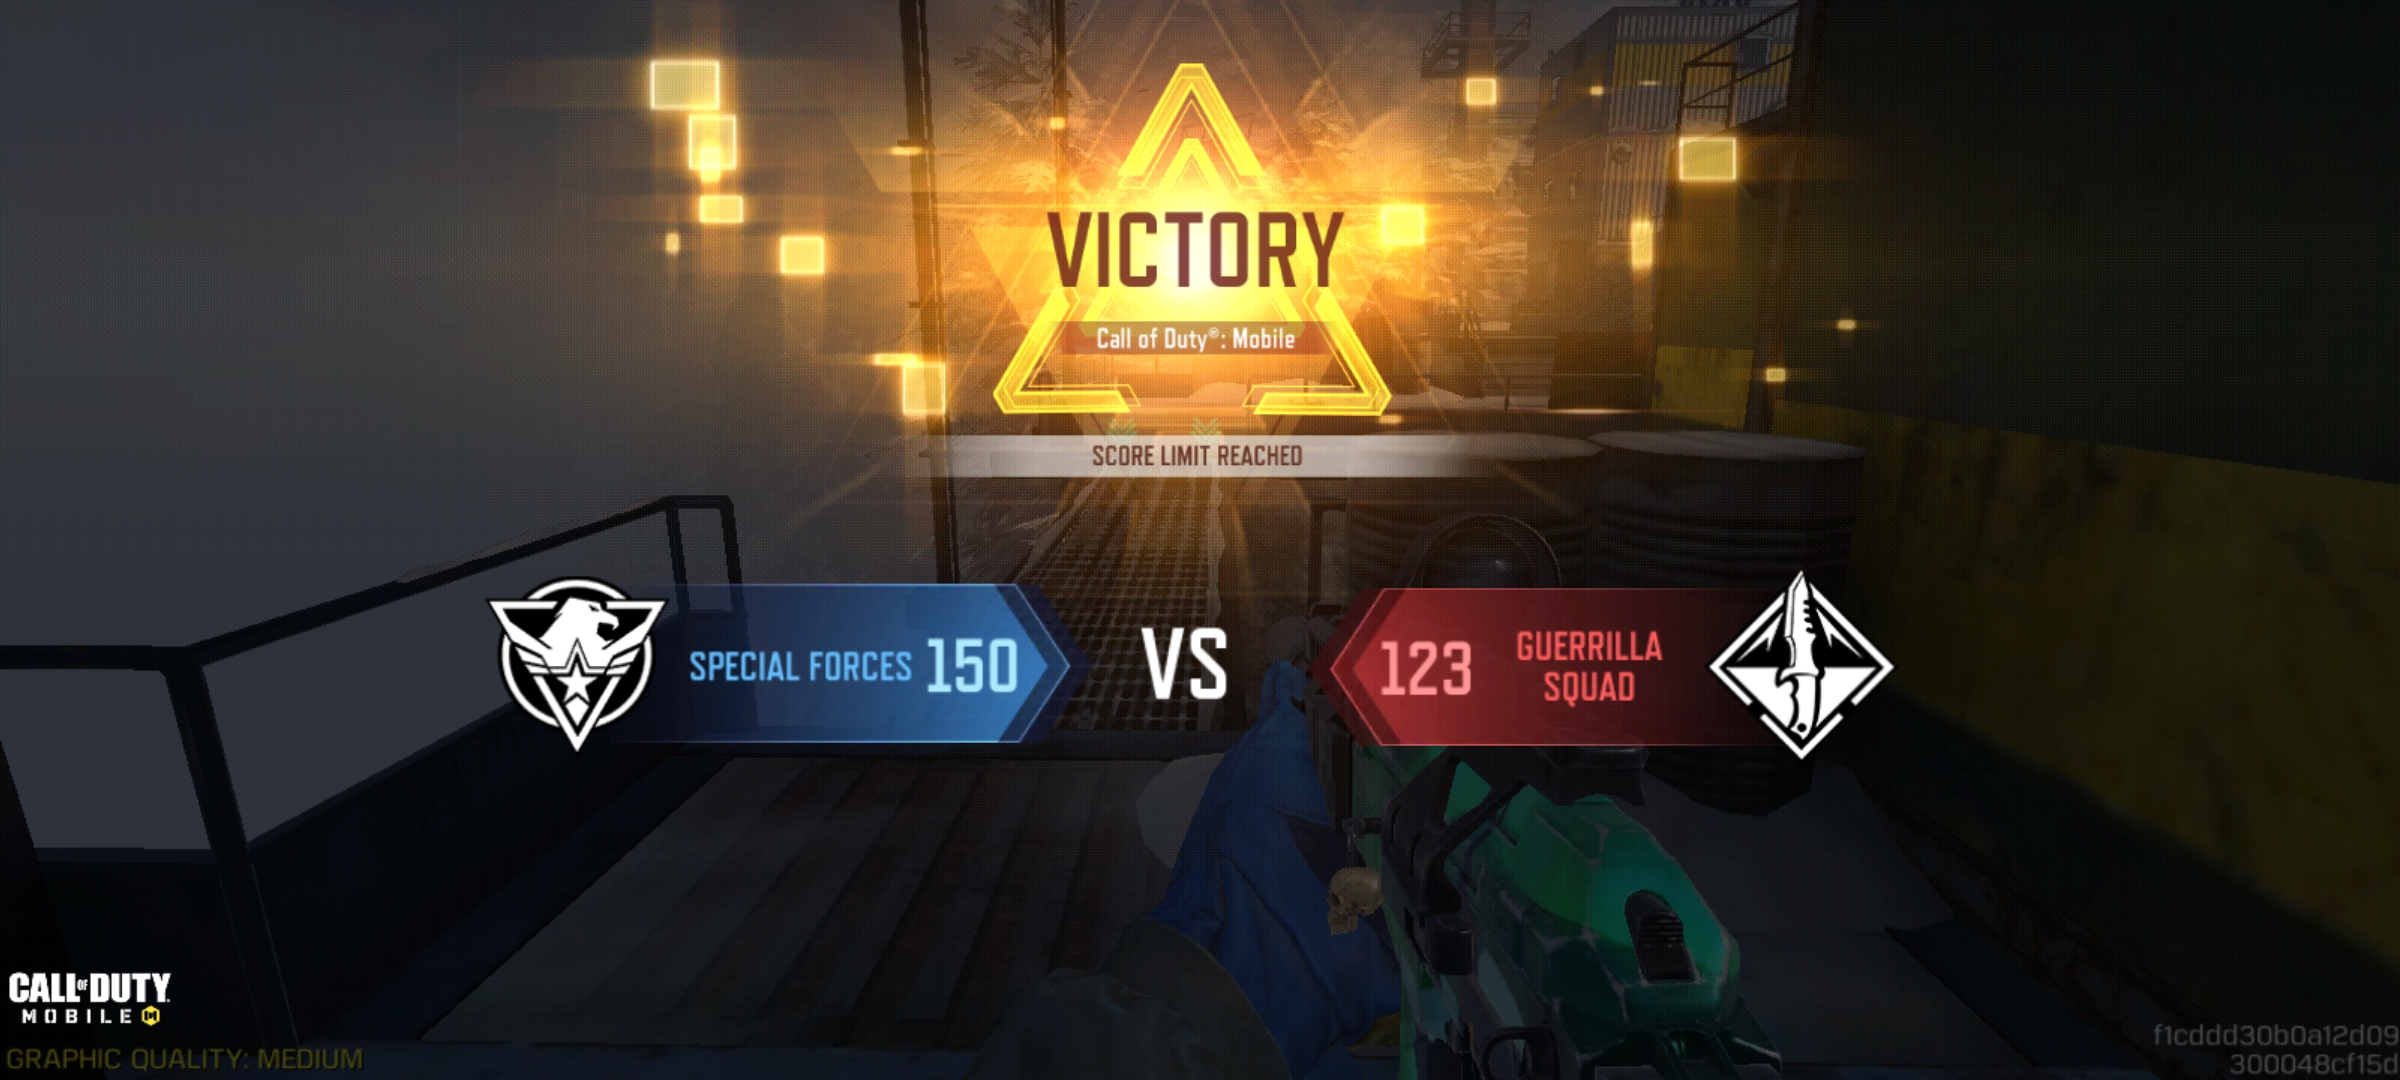 VICTORY
Call of Duty®: Mobile
SCORE LIMIT REACHED
SPECIAL FORCES 150
VS
123
GUERRILLA
SQUAD
CALL OF DUTY
MOBILE
GRAPHIC QUALITY: MEDIUM
f1cddd30b0a12d09
300048cf15d